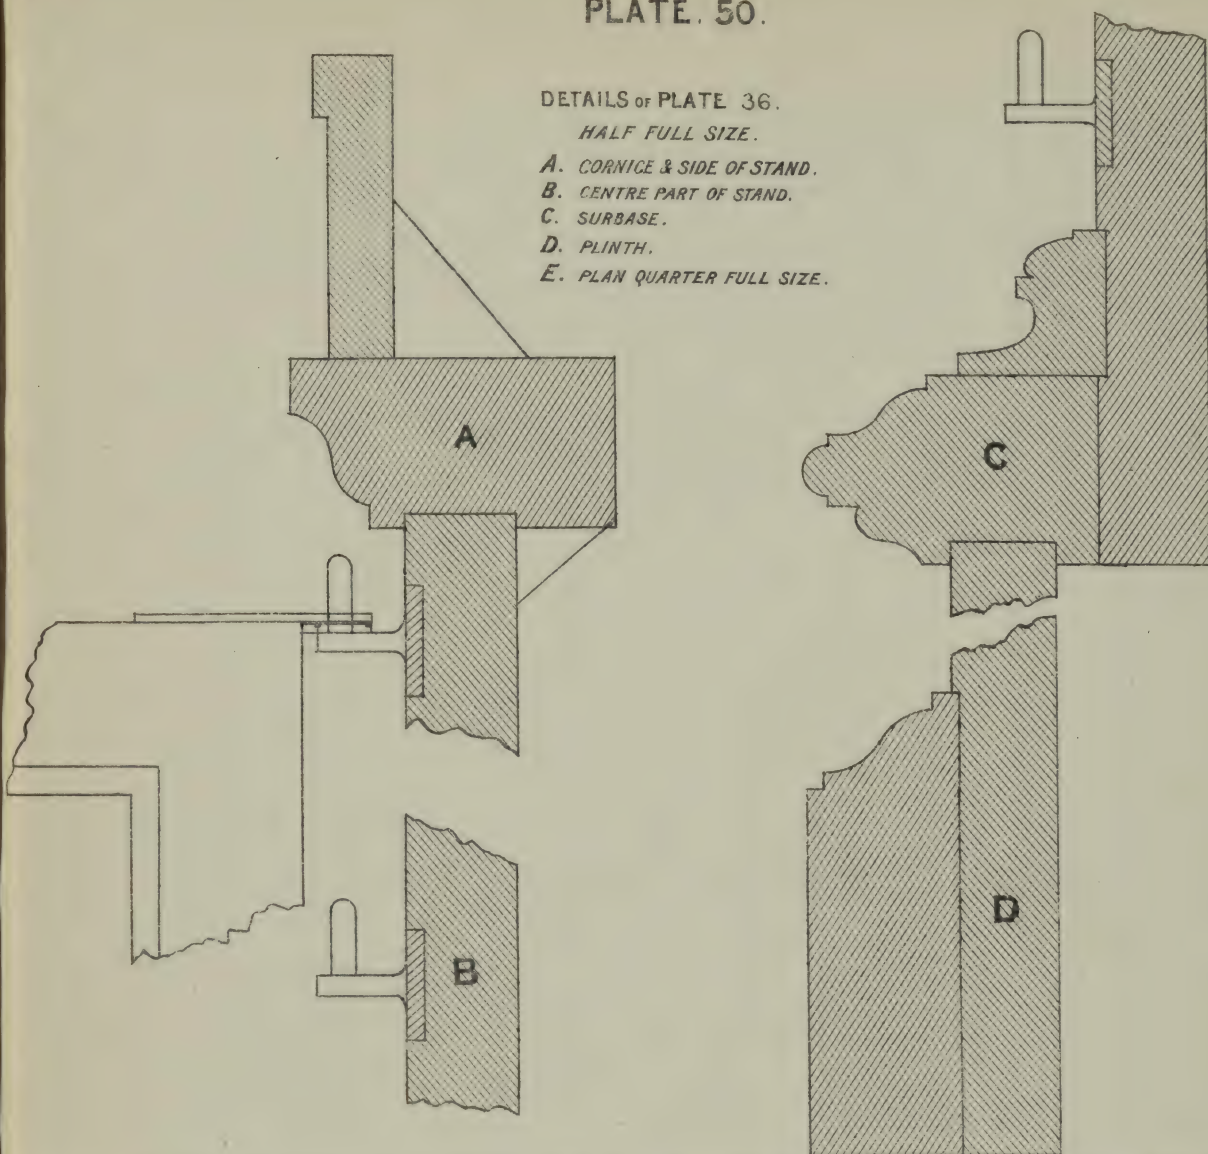 PLATE. 50.
DETAILS OF PLATE 36.
HALF FULL SIZE.
A. CORNICE & SIDE OF STAND.
B. CENTRE PART OF STAND.
C. SURBASE.
D. PLINTH.
E. PLAN QUARTER FULL SIZE.
A
C
D
B